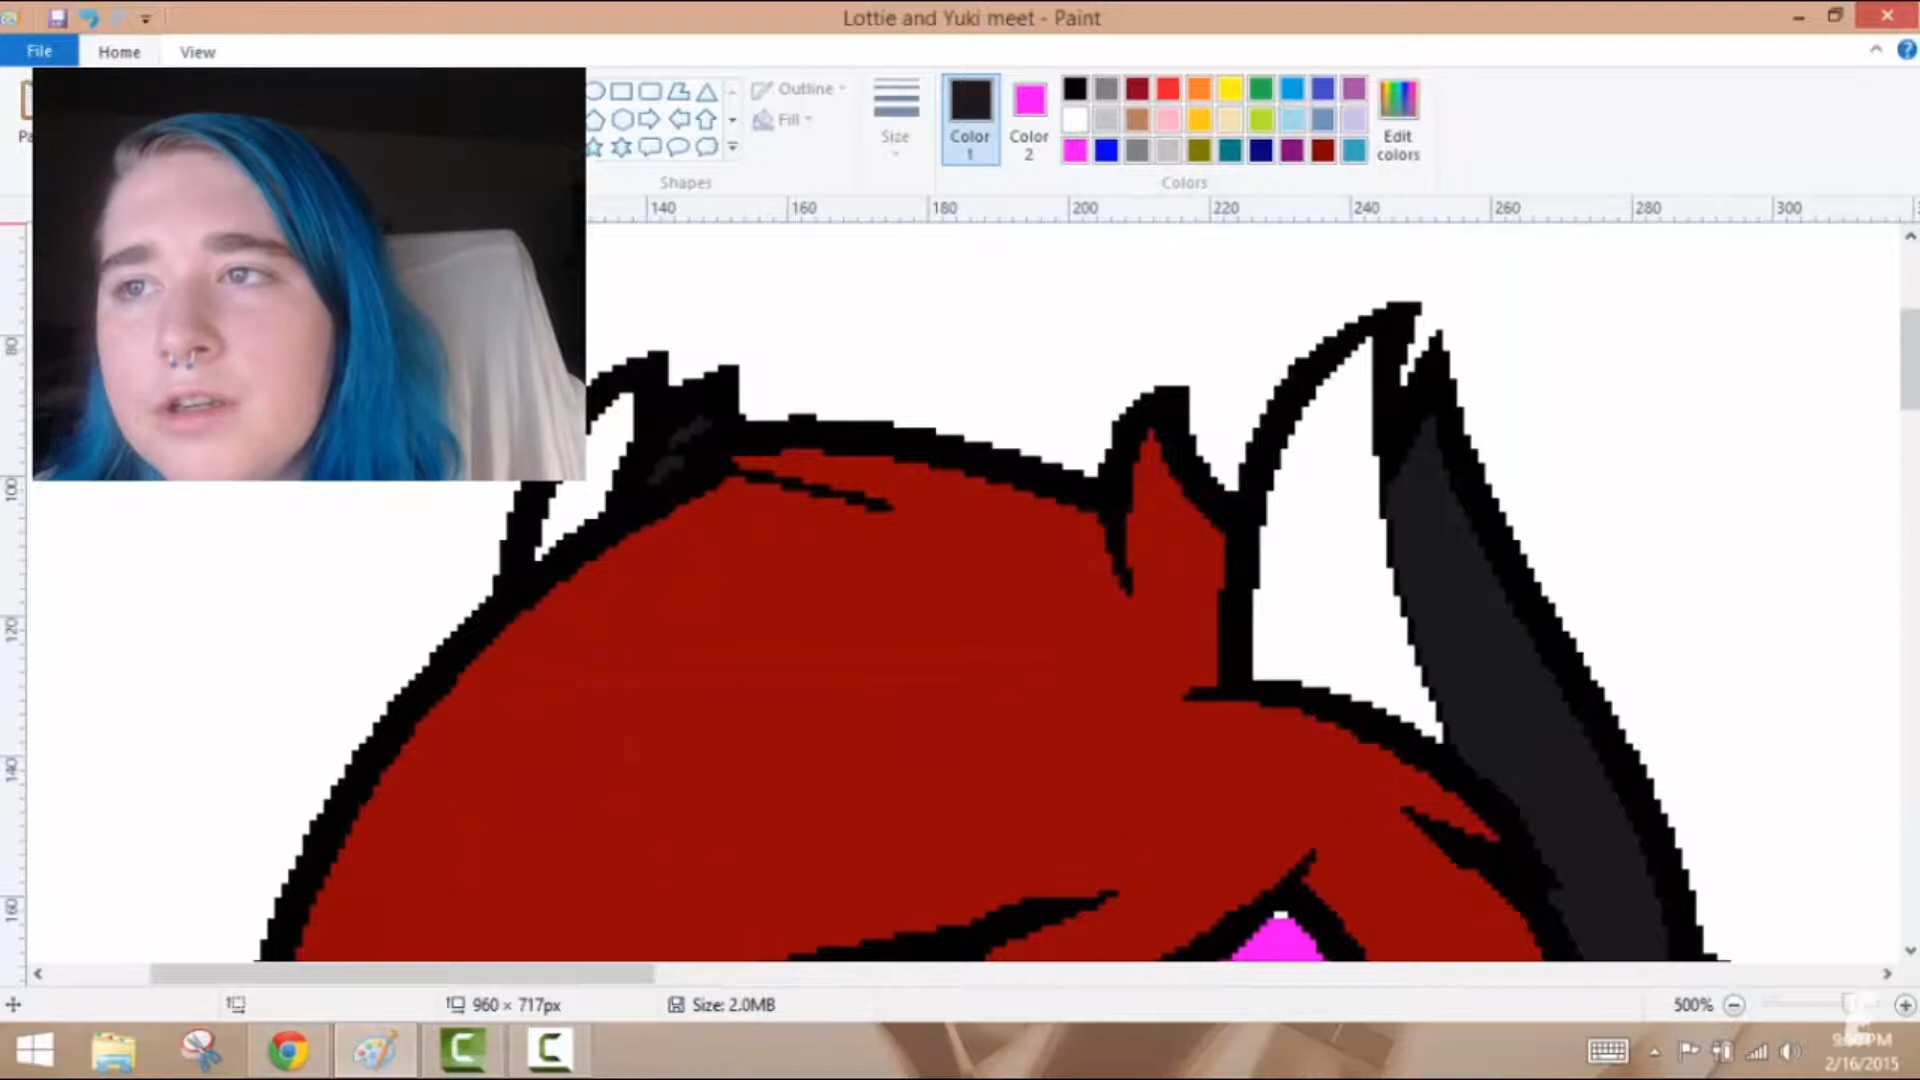 Lottie and Yuki meet - Paint
File
Home
View
Outline
Fill
Shapes
Size
Color 1
Color 2
Edit colors
Colors
140
160
180
200
220
240
260
280
300
80
100
120
140
160
960 × 717px
Size: 2.0MB
500%
2/16/2015